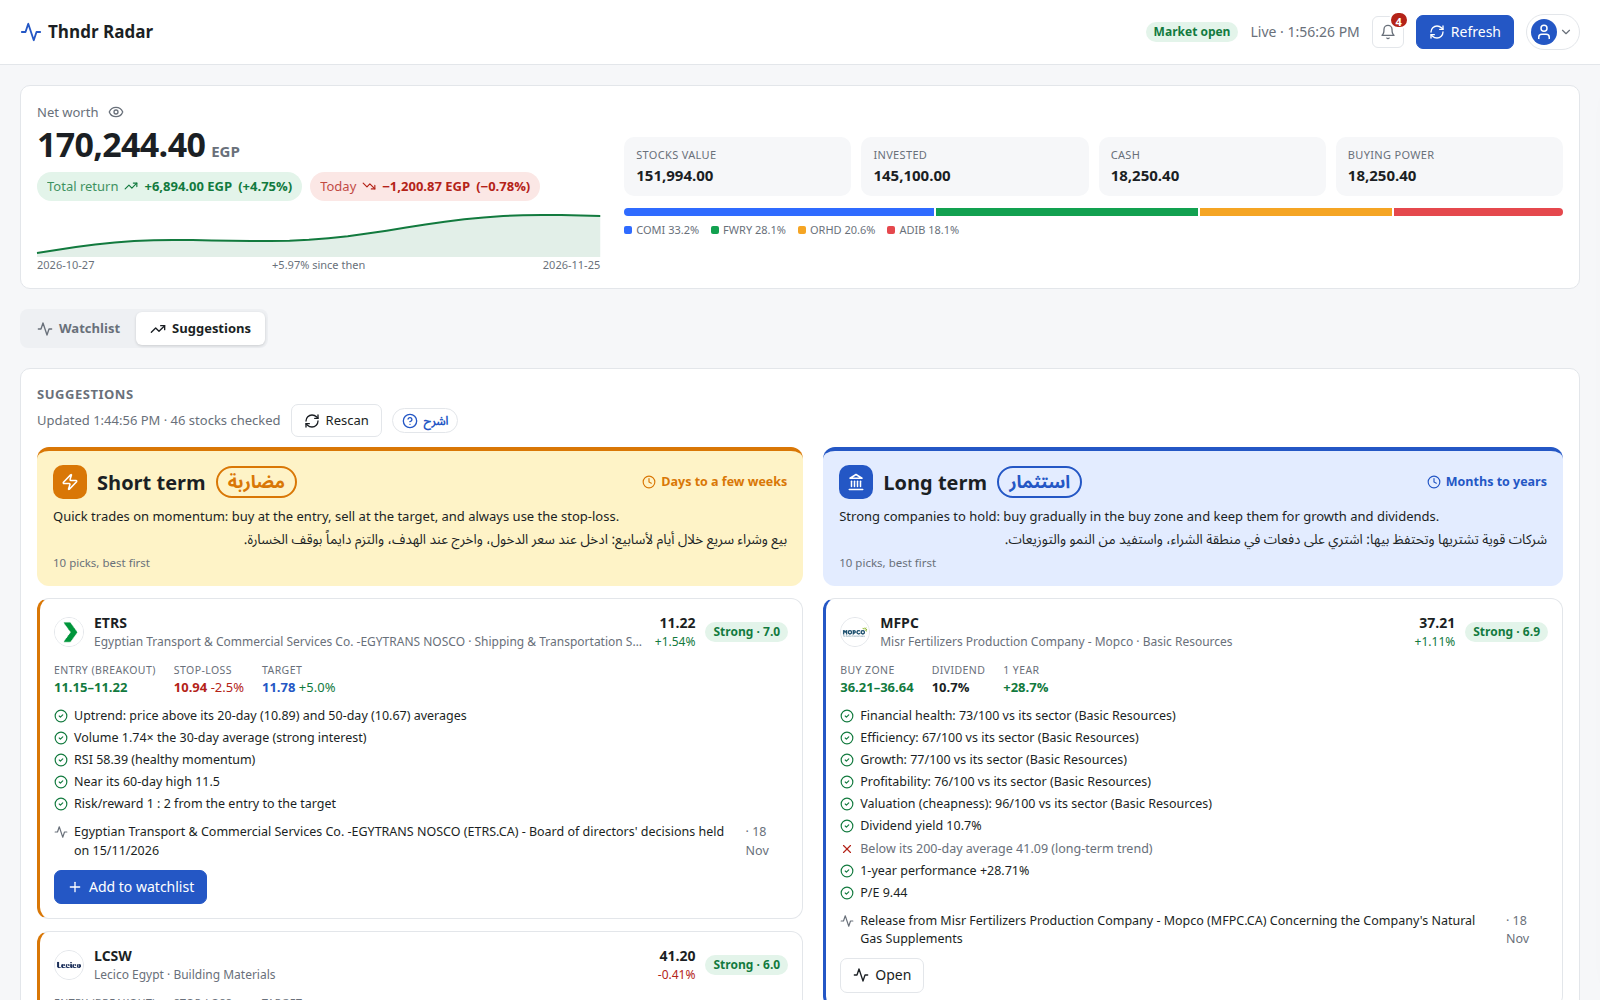 Thndr Radar
Market open
Live · 1:56:26 PM
4
Refresh
Net worth
170,244.40 EGP
Total return +6,894.00 EGP (+4.75%)
Today −1,200.87 EGP (−0.78%)
2026-10-27
+5.97% since then
2026-11-25
STOCKS VALUE
151,994.00
INVESTED
145,100.00
CASH
18,250.40
BUYING POWER
18,250.40
COMI 33.2%
FWRY 28.1%
ORHD 20.6%
ADIB 18.1%
Watchlist
Suggestions
SUGGESTIONS
Updated 1:44:56 PM · 46 stocks checked
Rescan
اشرح
Short term
مضاربة
Days to a few weeks
Quick trades on momentum: buy at the entry, sell at the target, and always use the stop-loss.
بيع وشراء سريع خلال أيام لأسابيع: ادخل عند سعر الدخول، واخرج عند الهدف، والتزم دايماً بوقف الخسارة.
10 picks, best first
ETRS
Egyptian Transport & Commercial Services Co. -EGYTRANS NOSCO · Shipping & Transportation S...
11.22
+1.54%
Strong · 7.0
ENTRY (BREAKOUT)
11.15–11.22
STOP-LOSS
10.94 -2.5%
TARGET
11.78 +5.0%
Uptrend: price above its 20-day (10.89) and 50-day (10.67) averages
Volume 1.74× the 30-day average (strong interest)
RSI 58.39 (healthy momentum)
Near its 60-day high 11.5
Risk/reward 1 : 2 from the entry to the target
Egyptian Transport & Commercial Services Co. -EGYTRANS NOSCO (ETRS.CA) - Board of directors' decisions held
on 15/11/2026
· 18
Nov
Add to watchlist
LCSW
Lecico Egypt · Building Materials
Lecico
41.20
-0.41%
Strong · 6.0
Long term
استثمار
Months to years
Strong companies to hold: buy gradually in the buy zone and keep them for growth and dividends.
شركات قوية تشتريها وتحتفظ بيها: اشتري على دفعات في منطقة الشراء، واستفيد من النمو والتوزيعات.
10 picks, best first
MOPCO
MFPC
Misr Fertilizers Production Company - Mopco · Basic Resources
37.21
+1.11%
Strong · 6.9
BUY ZONE
36.21–36.64
DIVIDEND
10.7%
1 YEAR
+28.7%
Financial health: 73/100 vs its sector (Basic Resources)
Efficiency: 67/100 vs its sector (Basic Resources)
Growth: 77/100 vs its sector (Basic Resources)
Profitability: 76/100 vs its sector (Basic Resources)
Valuation (cheapness): 96/100 vs its sector (Basic Resources)
Dividend yield 10.7%
Below its 200-day average 41.09 (long-term trend)
1-year performance +28.71%
P/E 9.44
Release from Misr Fertilizers Production Company - Mopco (MFPC.CA) Concerning the Company's Natural
Gas Supplements
· 18
Nov
Open